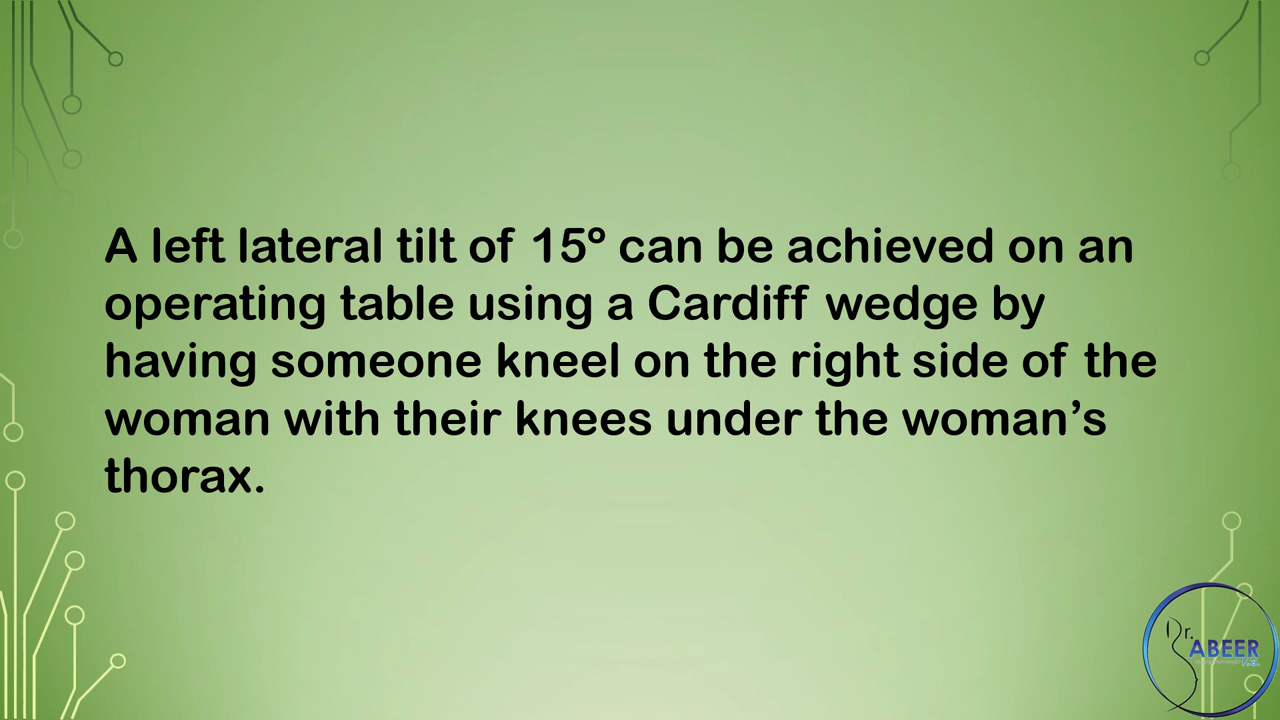 A left lateral tilt of 15º can be achieved on an
operating table using a Cardiff wedge by
having someone kneel on the right side of the
woman with their knees under the woman’s
thorax.
Dr.
ABEER